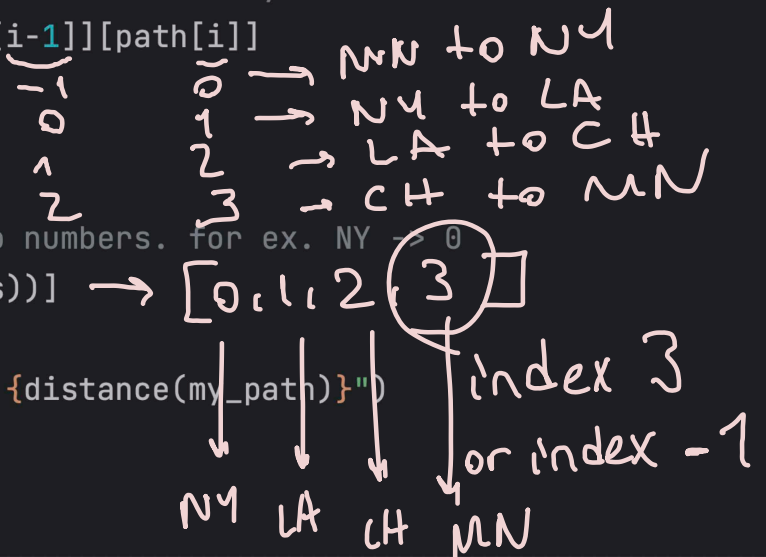 i-1]][path[i]]
-1 0 → MN to NY
0 1 → NY to LA
1 2 → LA to CH
2 3 → CH to MN
numbers. for ex. NY -> 0
))] → [0,1,2,3]
{distance(my_path)}")
index 3
or index -1
NY LA CH MN